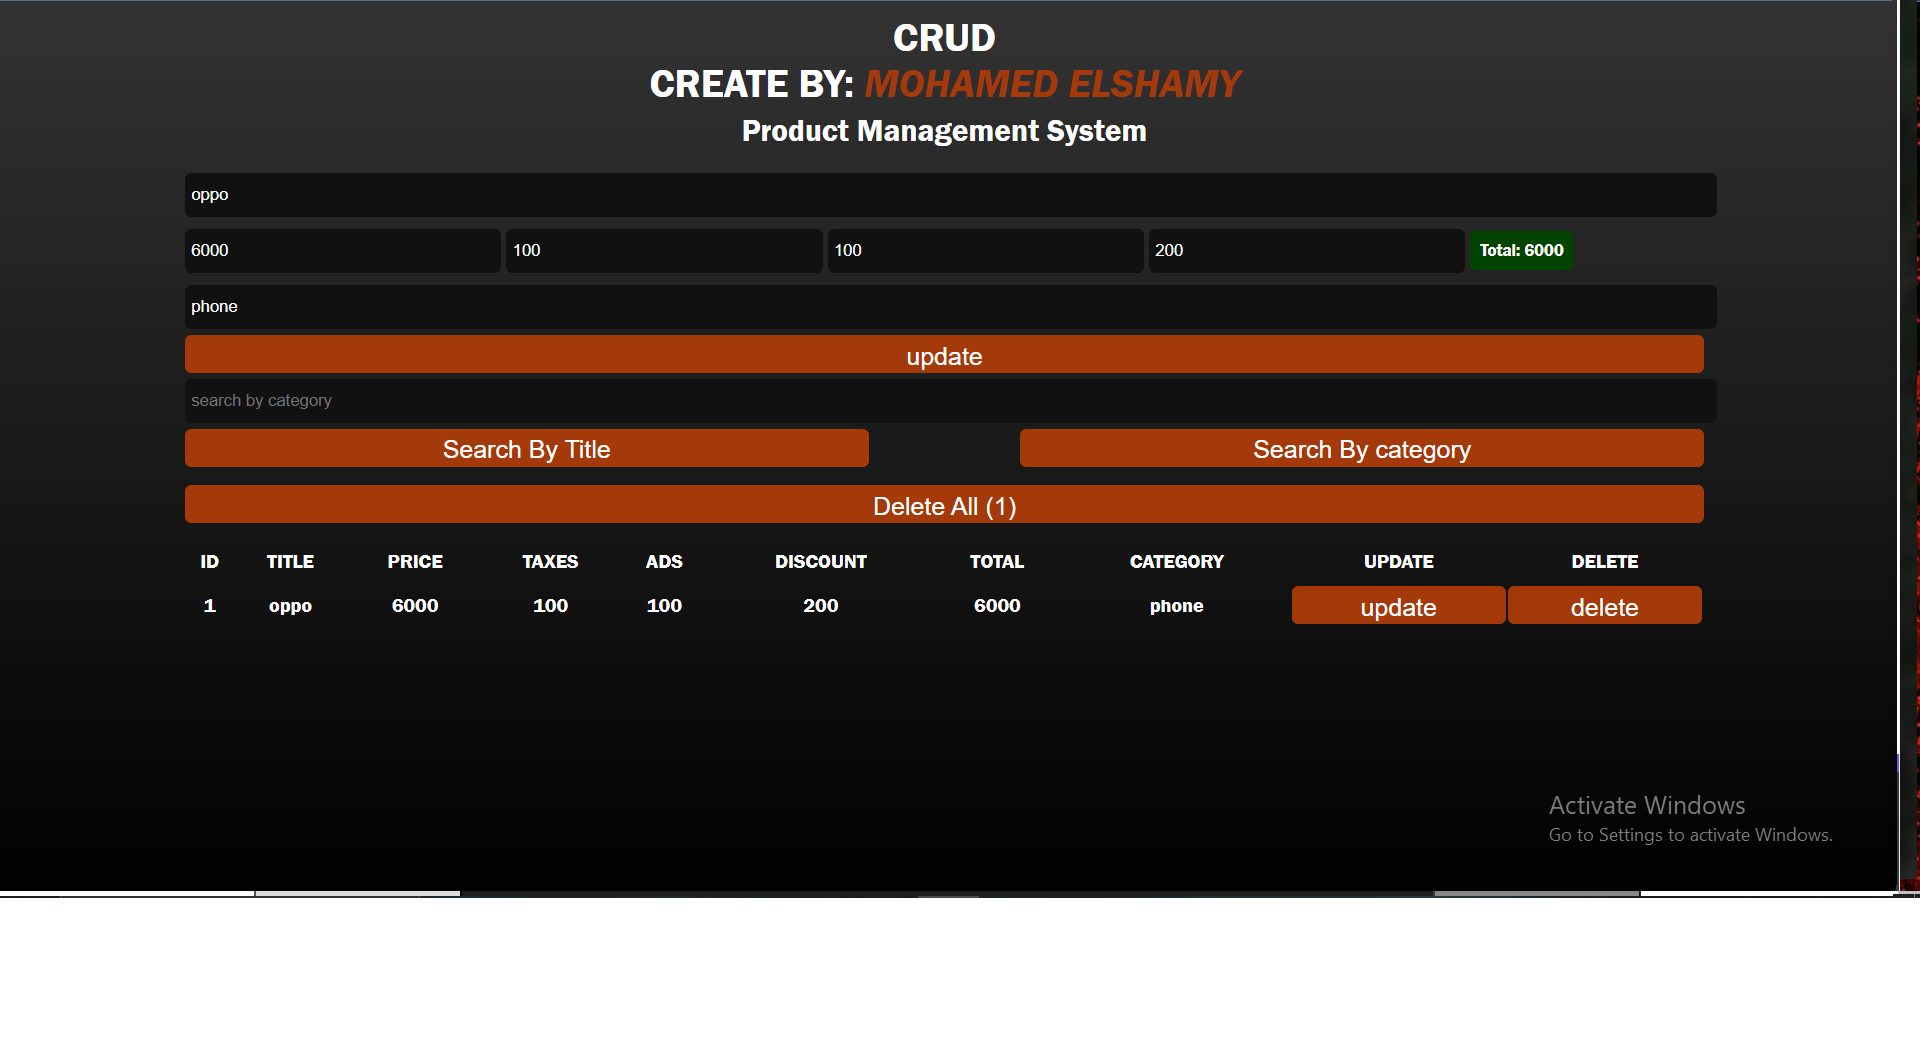 CRUD
CREATE BY: MOHAMED ELSHAMY
Product Management System
oppo
6000 100 100 200 Total: 6000
phone
update
search by category
Search By Title Search By category
Delete All (1)
ID TITLE PRICE TAXES ADS DISCOUNT TOTAL CATEGORY UPDATE DELETE
1 oppo 6000 100 100 200 6000 phone update delete
Activate Windows
Go to Settings to activate Windows.